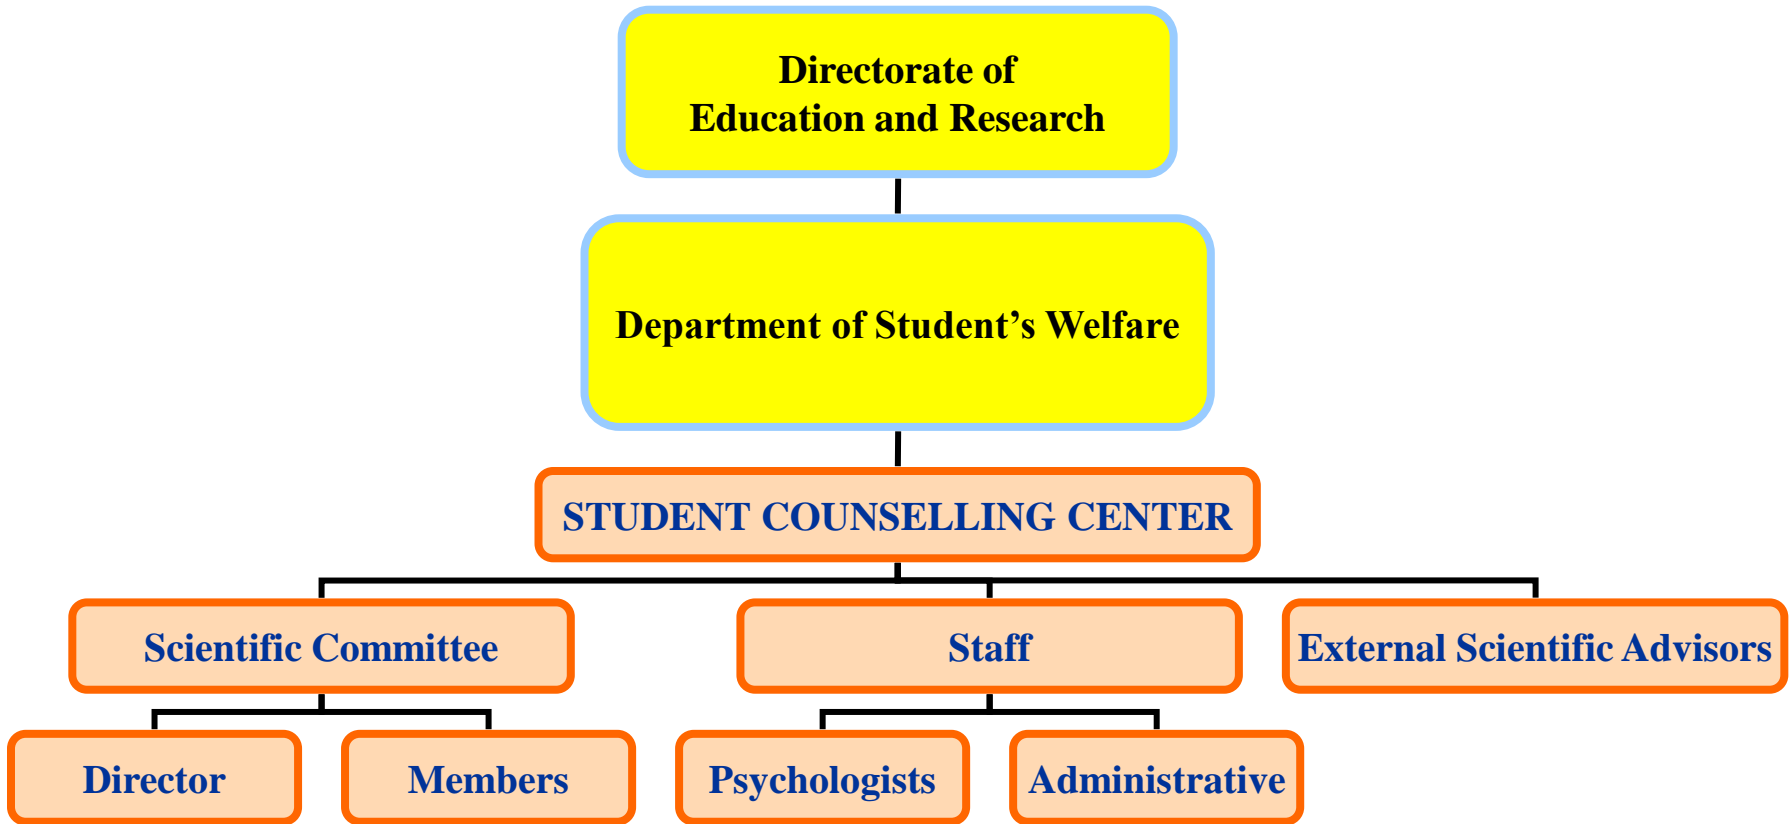 Directorate of
Education and Research
Department of Student’s Welfare
STUDENT COUNSELLING CENTER
Scientific Committee
Staff
External Scientific Advisors
Director
Members
Psychologists
Administrative